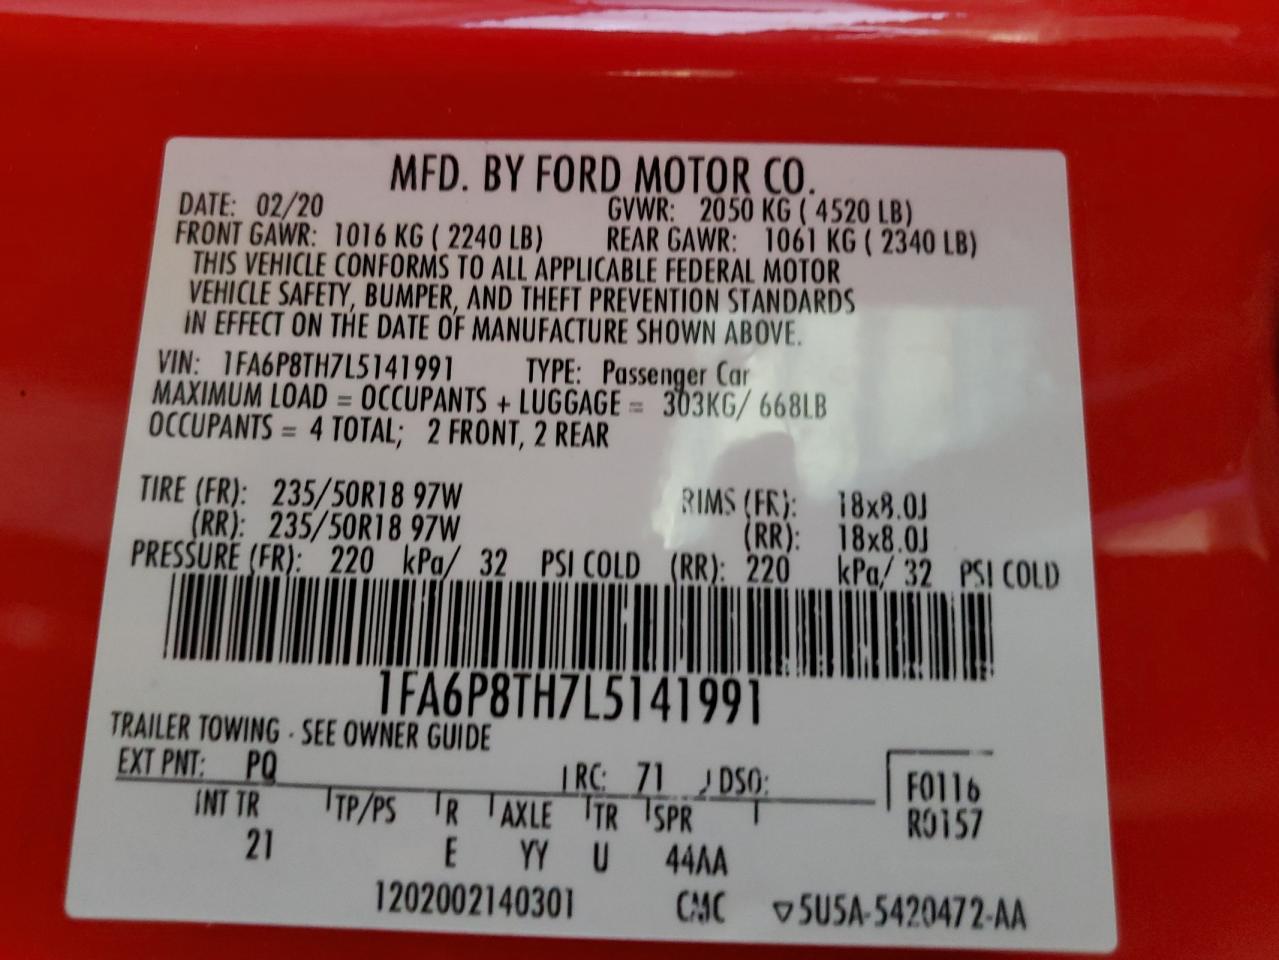 MFD. BY FORD MOTOR CO.
DATE: 02/20 GVWR: 2050 KG ( 4520 LB)
FRONT GAWR: 1016 KG ( 2240 LB) REAR GAWR: 1061 KG ( 2340 LB)
THIS VEHICLE CONFORMS TO ALL APPLICABLE FEDERAL MOTOR
VEHICLE SAFETY, BUMPER, AND THEFT PREVENTION STANDARDS
IN EFFECT ON THE DATE OF MANUFACTURE SHOWN ABOVE.
VIN: 1FA6P8TH7L5141991 TYPE: Passenger Car
MAXIMUM LOAD = OCCUPANTS + LUGGAGE = 303KG/ 668LB
OCCUPANTS = 4 TOTAL; 2 FRONT, 2 REAR
TIRE (FR): 235/50R18 97W RIMS (FR): 18x8.0J
(RR): 235/50R18 97W (RR): 18x8.0J
PRESSURE (FR): 220 kPa/ 32 PSI COLD (RR): 220 kPa/ 32 PSI COLD
1FA6P8TH7L5141991
TRAILER TOWING - SEE OWNER GUIDE
EXT PNT: PQ RC: 71 DSO: F0116
INT TR TP/PS R AXLE TR SPR R0157
21 E YY U 44AA
1202002140301 CMC ▽5U5A-5420472-AA